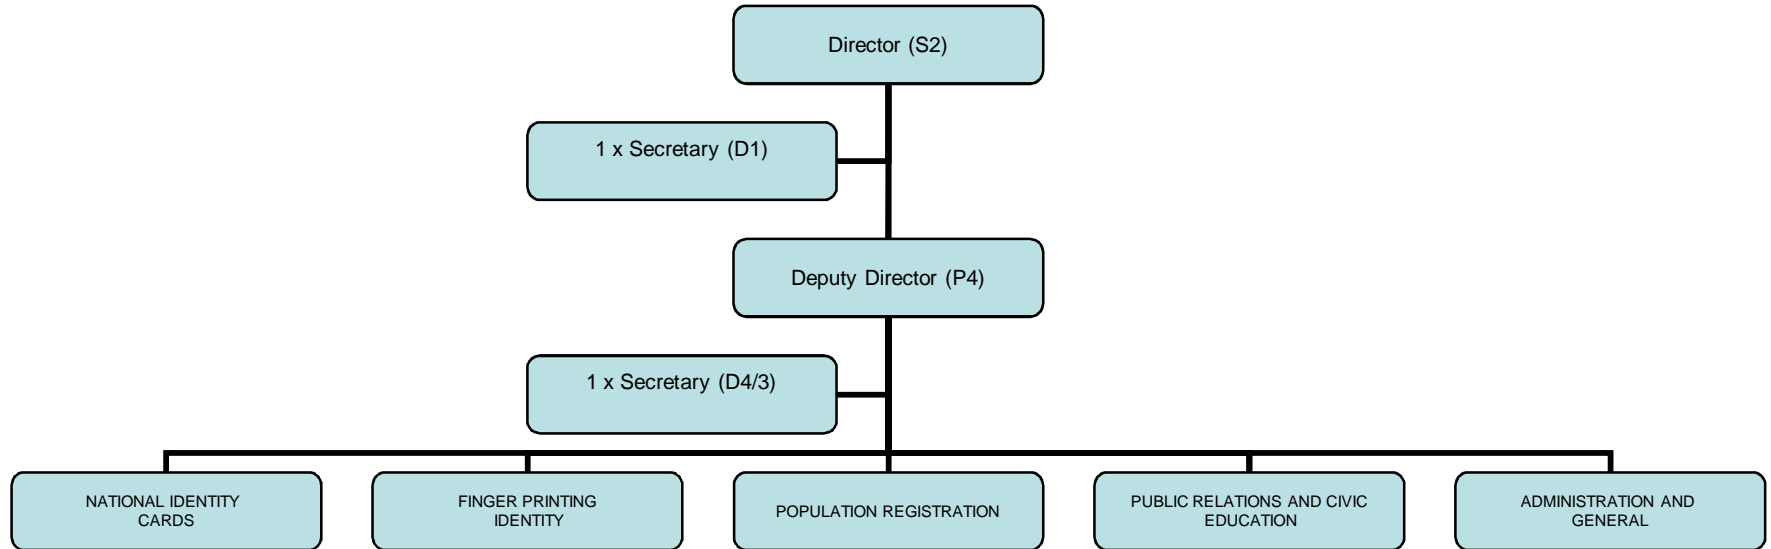 Director (S2)
1 x Secretary (D1)
Deputy Director (P4)
1 x Secretary (D4/3)
NATIONAL IDENTITY
CARDS
FINGER PRINTING
IDENTITY
POPULATION REGISTRATION
PUBLIC RELATIONS AND CIVIC
EDUCATION
ADMINISTRATION AND
GENERAL